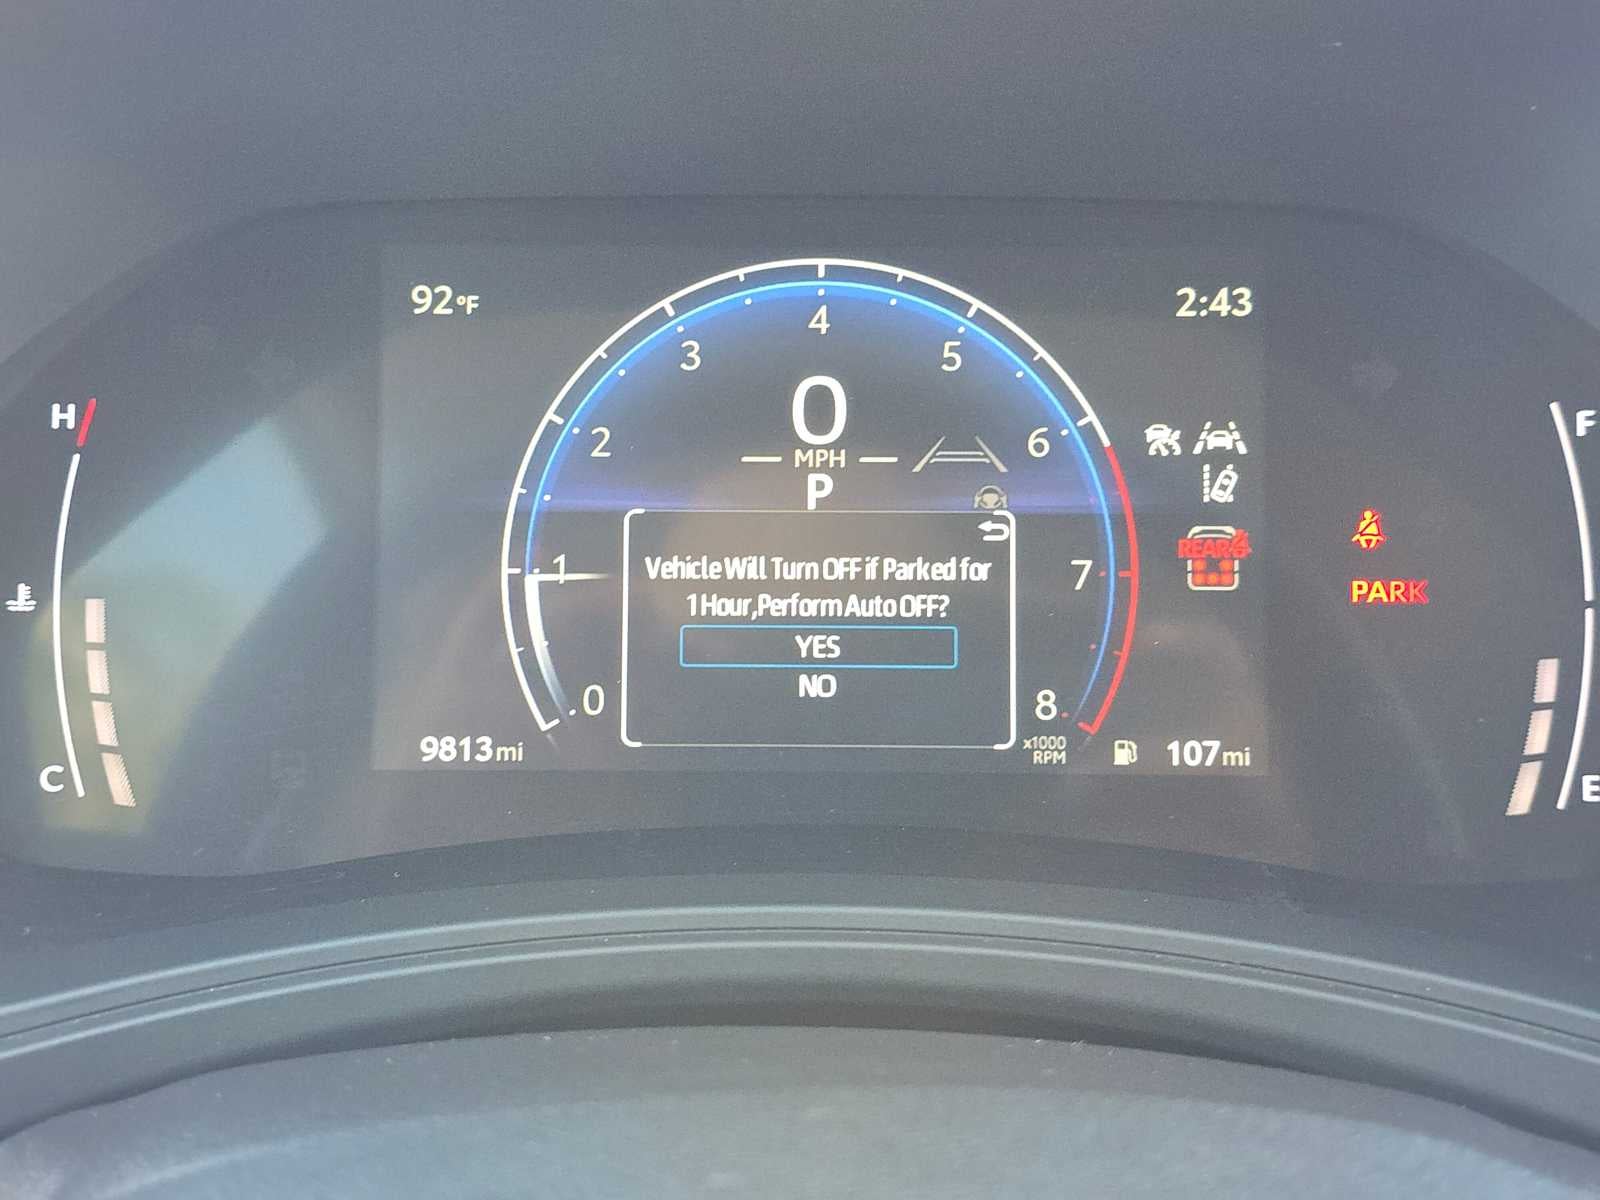 92°F
2:43
4
3
5
H
F
0
2
6
MPH
P
REAR
Vehicle Will Turn OFF if Parked for
1
7
PARK
1 Hour,Perform Auto OFF?
YES
NO
0
8
C
E
9813mi
x1000
RPM
107mi